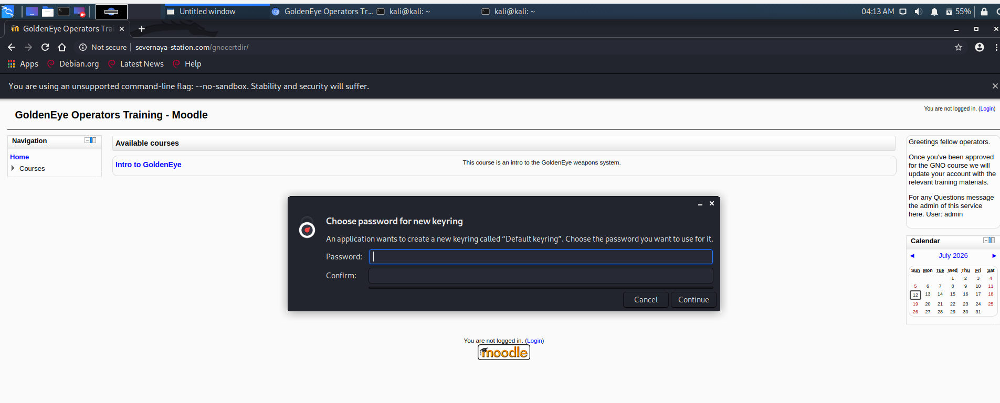 Untitled window
GoldenEye Operators Tr...
kali@kali: ~
kali@kali: ~
04:13 AM
55%
GoldenEye Operators Trai
Not secure
severnaya-station.com/gnocertdir/
Apps
Debian.org
Latest News
Help
You are using an unsupported command-line flag: --no-sandbox. Stability and security will suffer.
GoldenEye Operators Training - Moodle
You are not logged in. (Login)
Navigation
Home
Courses
Available courses
Intro to GoldenEye
This course is an intro to the GoldenEye weapons system.
Greetings fellow operators.
Once you've been approved
for the GNO course we will
update your account with the
relevant training materials.
For any Questions message
the admin of this service
here. User: admin
Choose password for new keyring
An application wants to create a new keyring called “Default keyring”. Choose the password you want to use for it.
Password:
Confirm:
Cancel
Continue
Calendar
◄ July 2026 ►
Sun Mon Tue Wed Thu Fri Sat
1 2 3 4
5 6 7 8 9 10 11
12 13 14 15 16 17 18
19 20 21 22 23 24 25
26 27 28 29 30 31
You are not logged in. (Login)
moodle